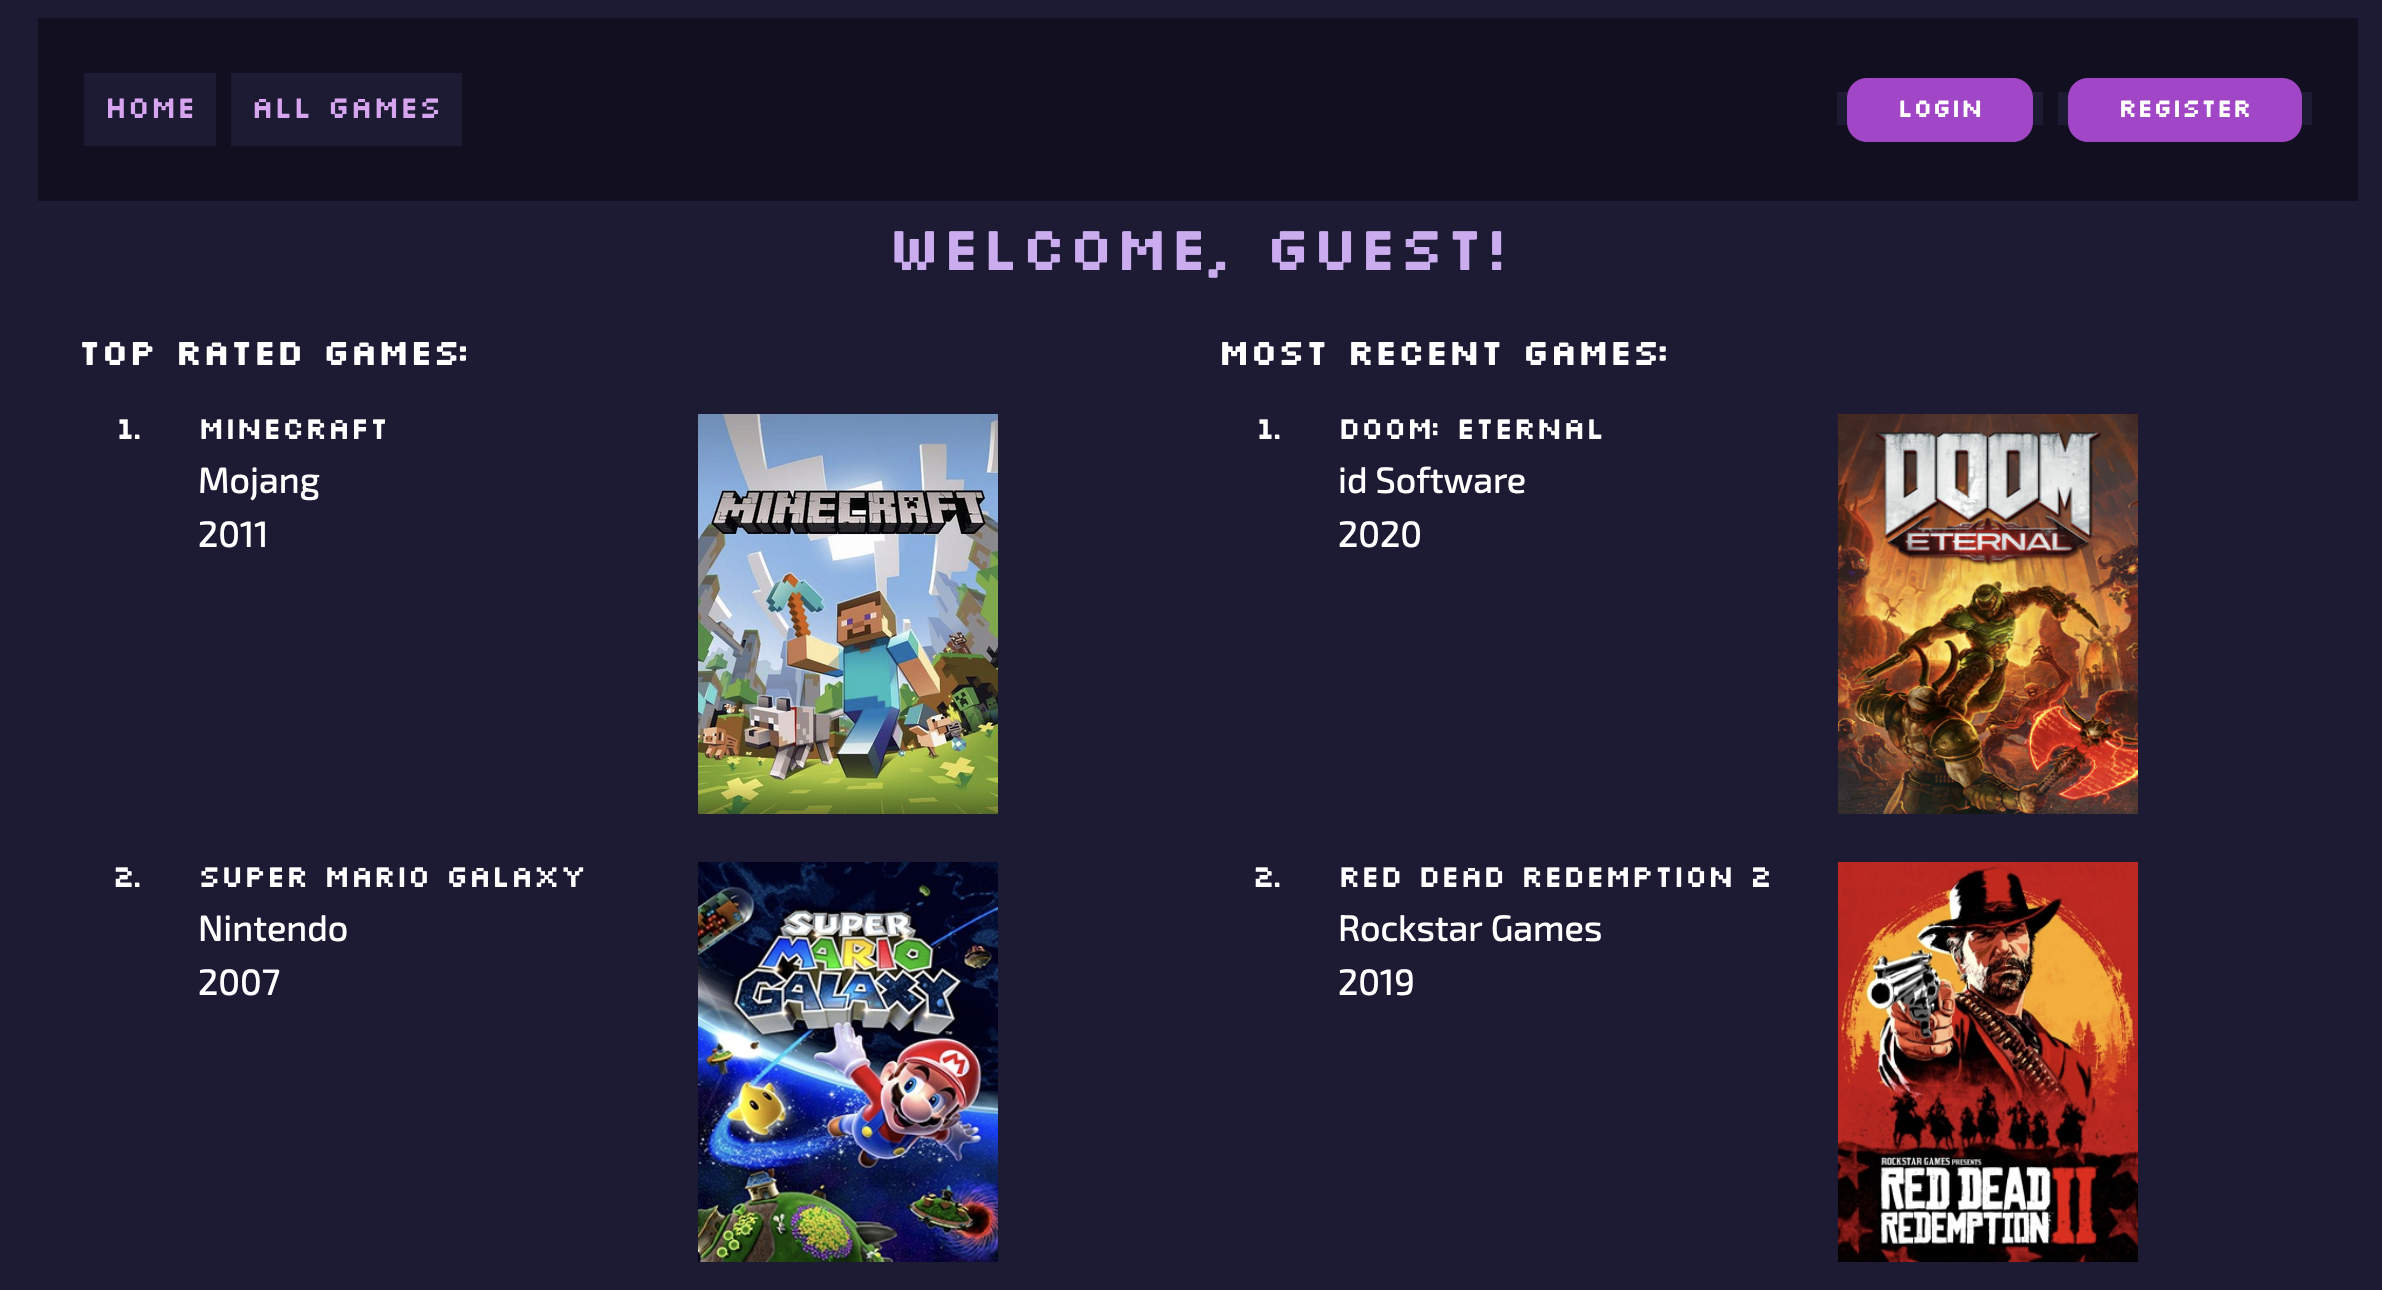 HOME
ALL GAMES
LOGIN
REGISTER
WELCOME, GUEST!
TOP RATED GAMES:
1. MINECRAFT
Mojang
2011
MINECRAFT
2. SUPER MARIO GALAXY
Nintendo
2007
SUPER
MARIO
GALAXY
MOST RECENT GAMES:
1. DOOM: ETERNAL
id Software
2020
DOOM
ETERNAL
2. RED DEAD REDEMPTION 2
Rockstar Games
2019
ROCKSTAR GAMES PRESENTS
RED DEAD
REDEMPTION II